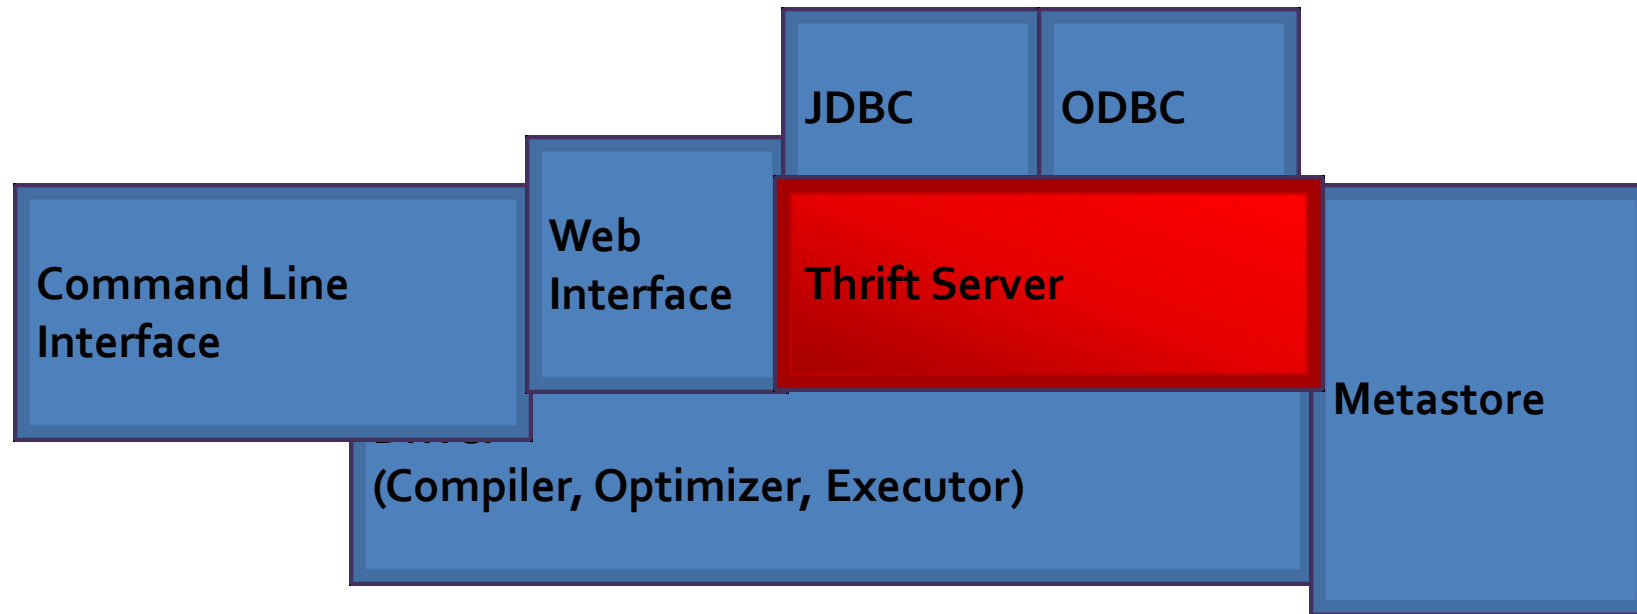 JDBC
ODBC
Web
Interface
Command Line
Interface
Thrift Server
Metastore
(Compiler, Optimizer, Executor)